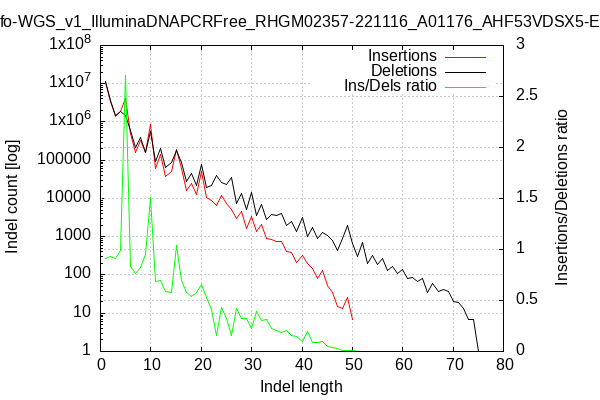 fo-WGS_v1_IlluminaDNAPCRFree_RHGM02357-221116_A01176_AHF53VDSX5-E
Insertions
Deletions
Ins/Dels ratio
1x10^8
1x10^7
1x10^6
100000
10000
1000
100
10
1
3
2.5
2
1.5
1
0.5
0
0 10 20 30 40 50 60 70 80
Indel count [log]
Insertions/Deletions ratio
Indel length